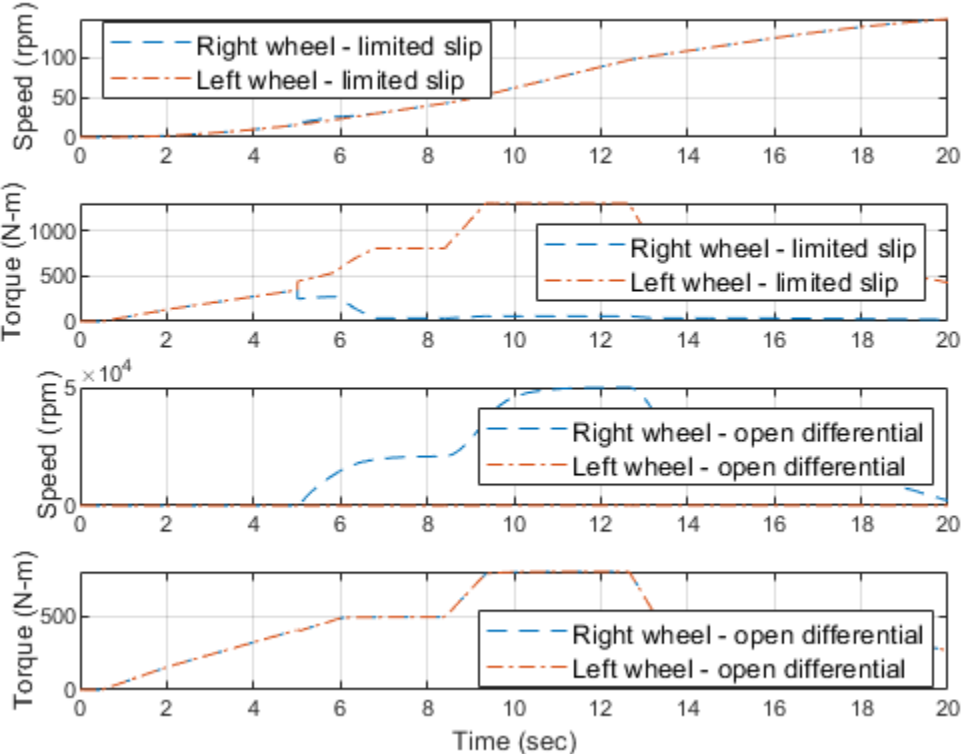 Speed (rpm)
100
50
0
Right wheel - limited slip
Left wheel - limited slip
0 2 4 6 8 10 12 14 16 18 20
Torque (N-m)
1000
500
0
Right wheel - limited slip
Left wheel - limited slip
0 2 4 6 8 10 12 14 16 18 20
×10⁴
Speed (rpm)
5
0
Right wheel - open differential
Left wheel - open differential
0 2 4 6 8 10 12 14 16 18 20
Torque (N-m)
500
0
Right wheel - open differential
Left wheel - open differential
0 2 4 6 8 10 12 14 16 18 20
Time (sec)